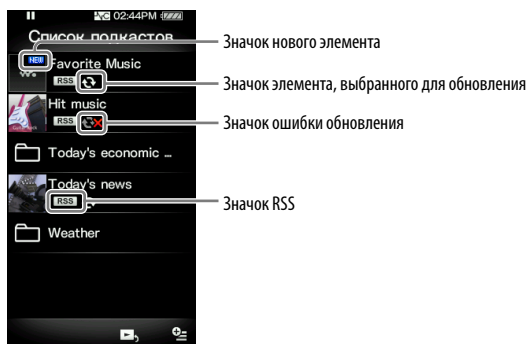 02:44PM
Список подкастов
NEW
Favorite Music
RSS
Hit music
RSS
Today's economic ...
Today's news
RSS
Weather
Значок нового элемента
Значок элемента, выбранного для обновления
Значок ошибки обновления
Значок RSS